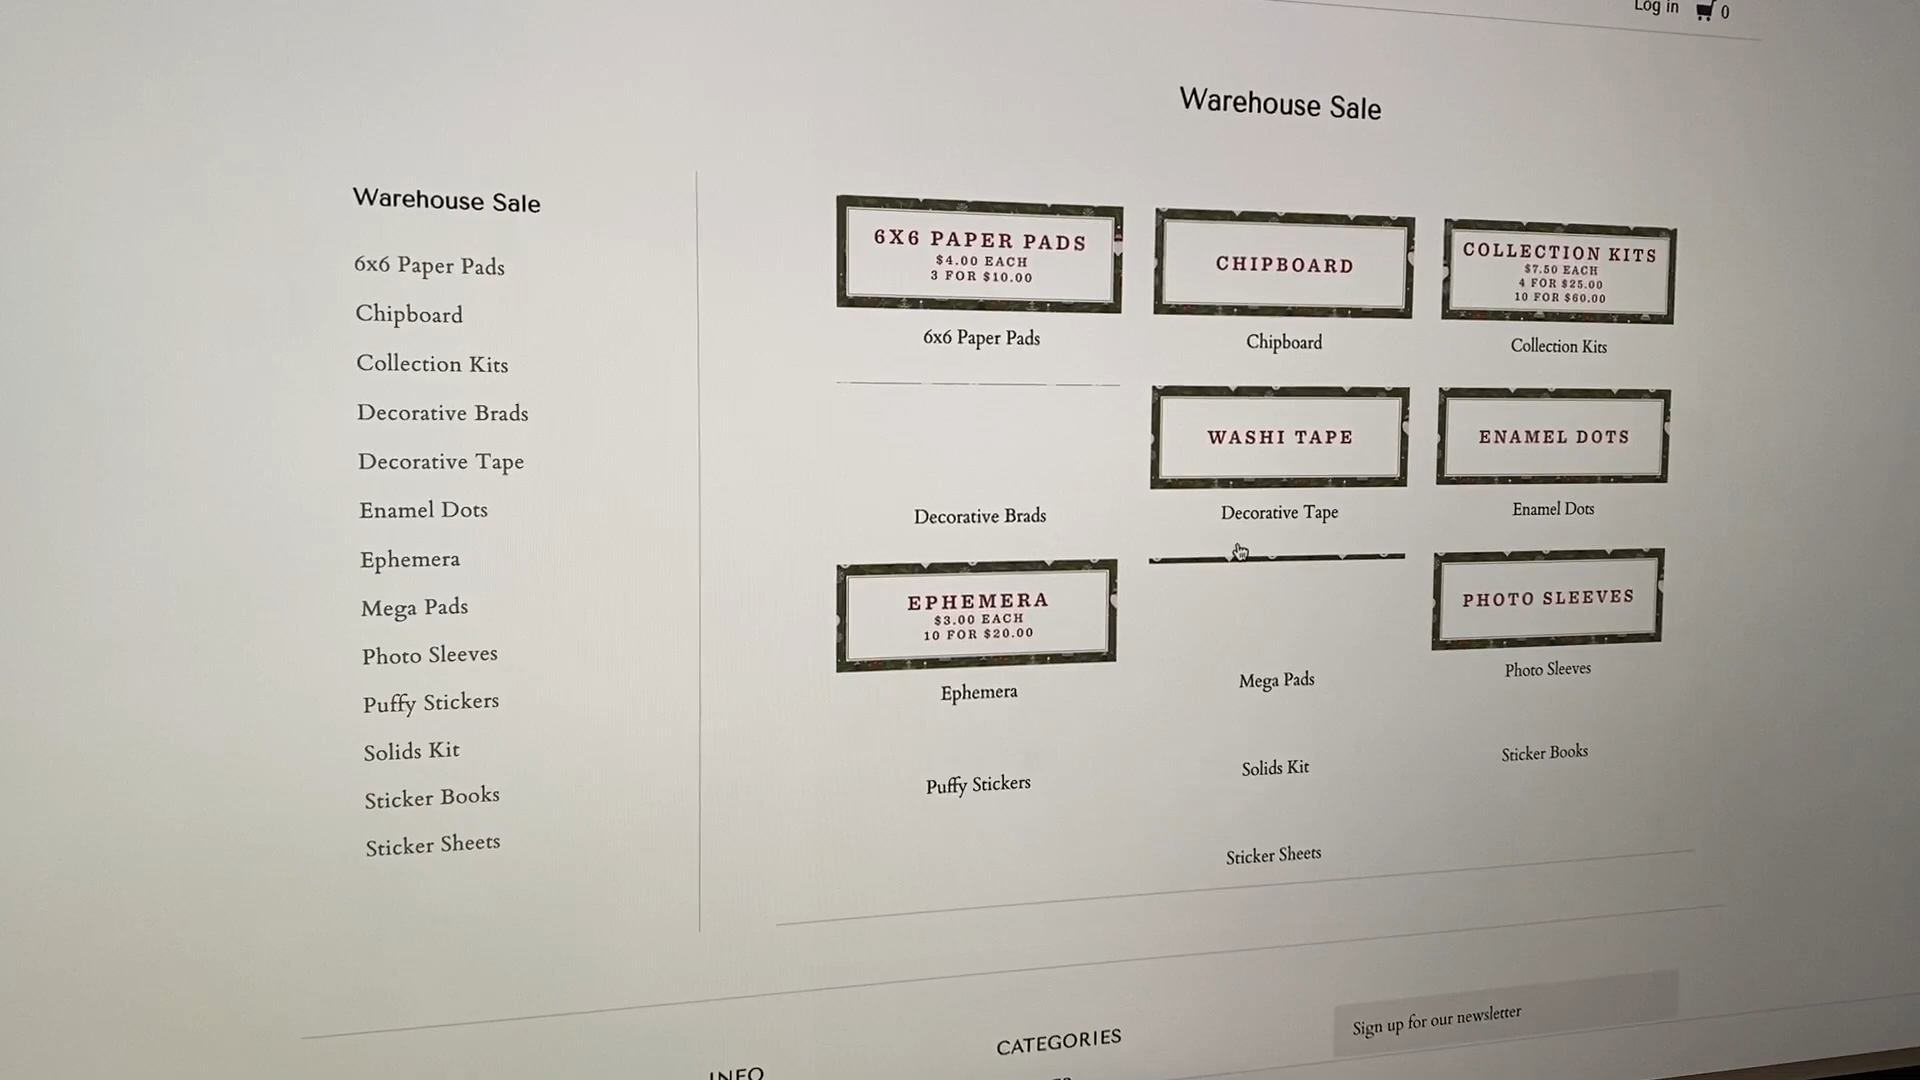 Log in 0
Warehouse Sale
Warehouse Sale
6x6 Paper Pads
Chipboard
Collection Kits
Decorative Brads
Decorative Tape
Enamel Dots
Ephemera
Mega Pads
Photo Sleeves
Puffy Stickers
Solids Kit
Sticker Books
Sticker Sheets
6X6 PAPER PADS
$4.00 EACH
3 FOR $10.00
6x6 Paper Pads
CHIPBOARD
Chipboard
COLLECTION KITS
$7.50 EACH
4 FOR $25.00
10 FOR $60.00
Collection Kits
Decorative Brads
WASHI TAPE
Decorative Tape
ENAMEL DOTS
Enamel Dots
EPHEMERA
$3.00 EACH
10 FOR $20.00
Ephemera
Mega Pads
PHOTO SLEEVES
Photo Sleeves
Puffy Stickers
Solids Kit
Sticker Books
Sticker Sheets
INFO
CATEGORIES
Sign up for our newsletter